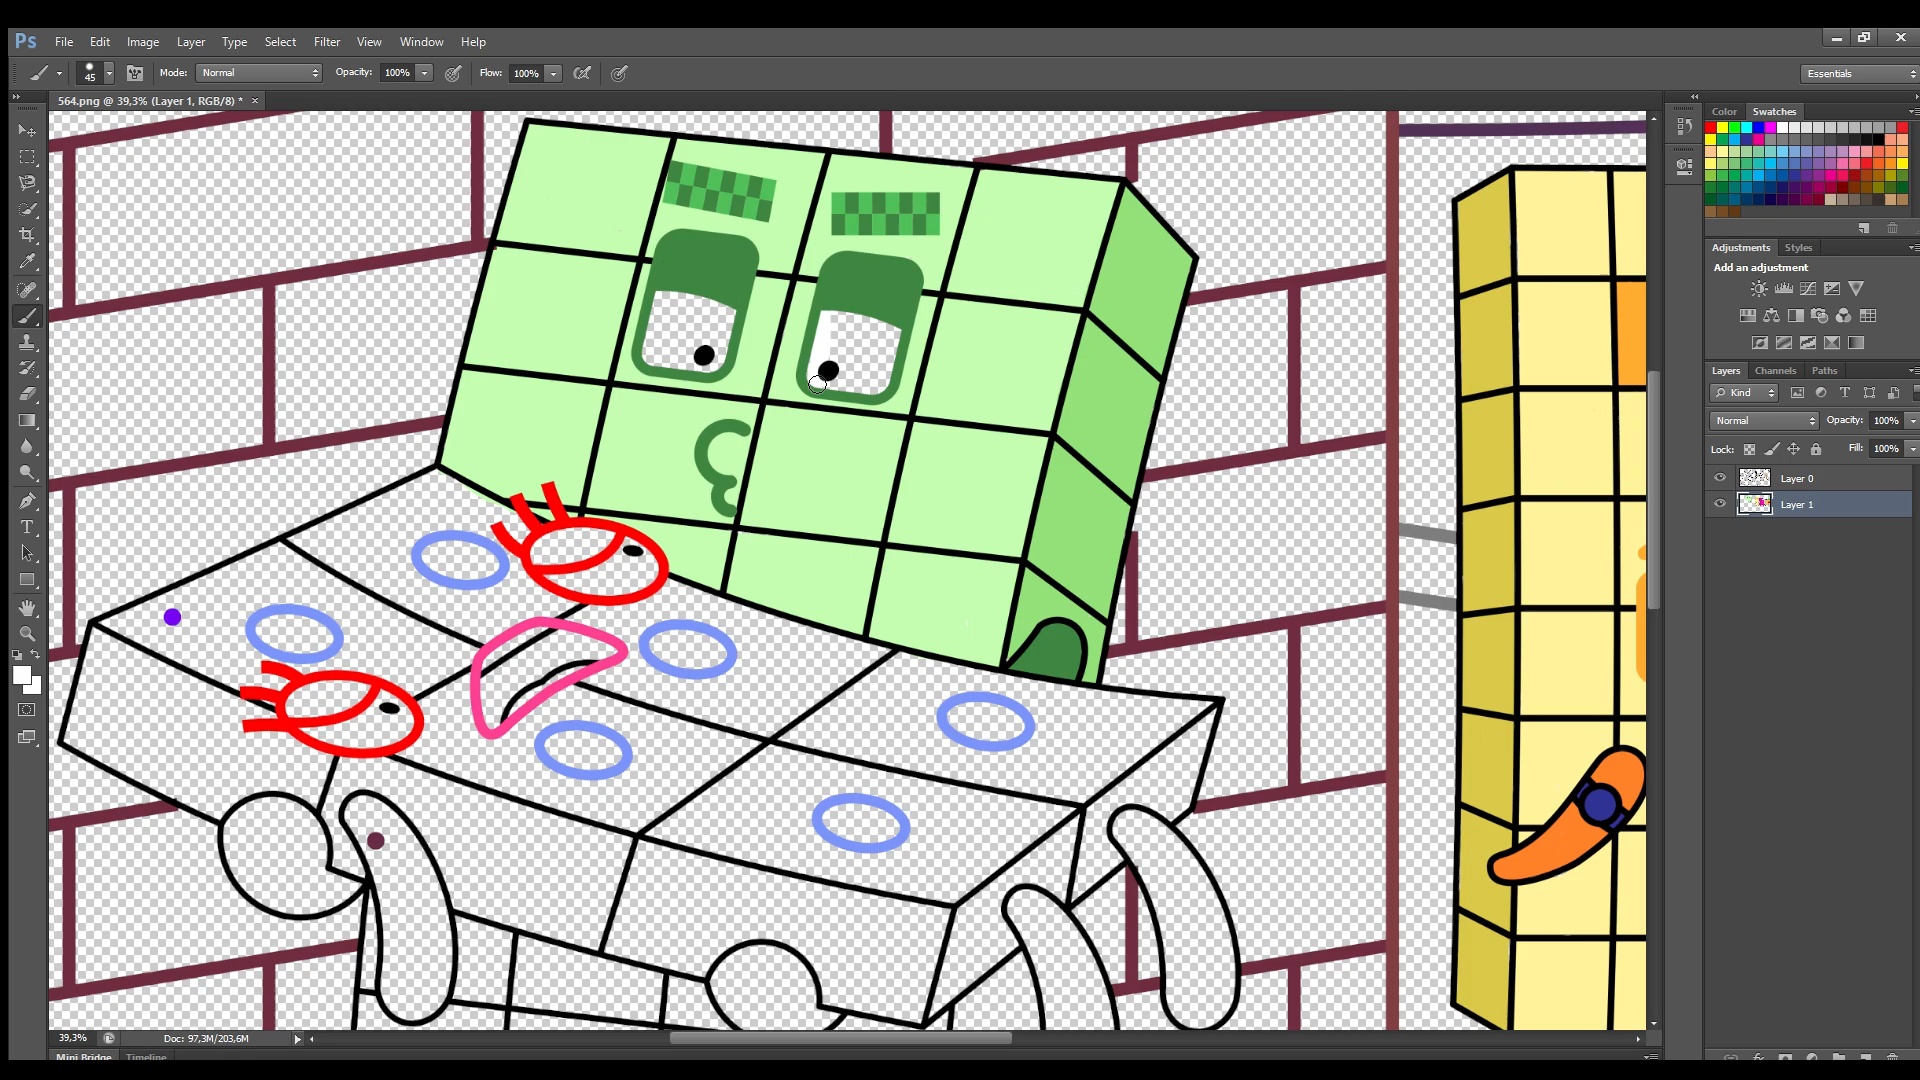 Ps File Edit Image Layer Type Select Filter View Window Help
45 Mode: Normal Opacity: 100% Flow: 100% Essentials
564.png @ 39,3% (Layer 1, RGB/8) * ×
Color Swatches
Adjustments Styles
Add an adjustment
Layers Channels Paths
Kind
Normal Opacity: 100%
Lock: Fill: 100%
Layer 0
Layer 1
39,3% Doc: 97,3M/203,6M
Mini Bridge Timeline